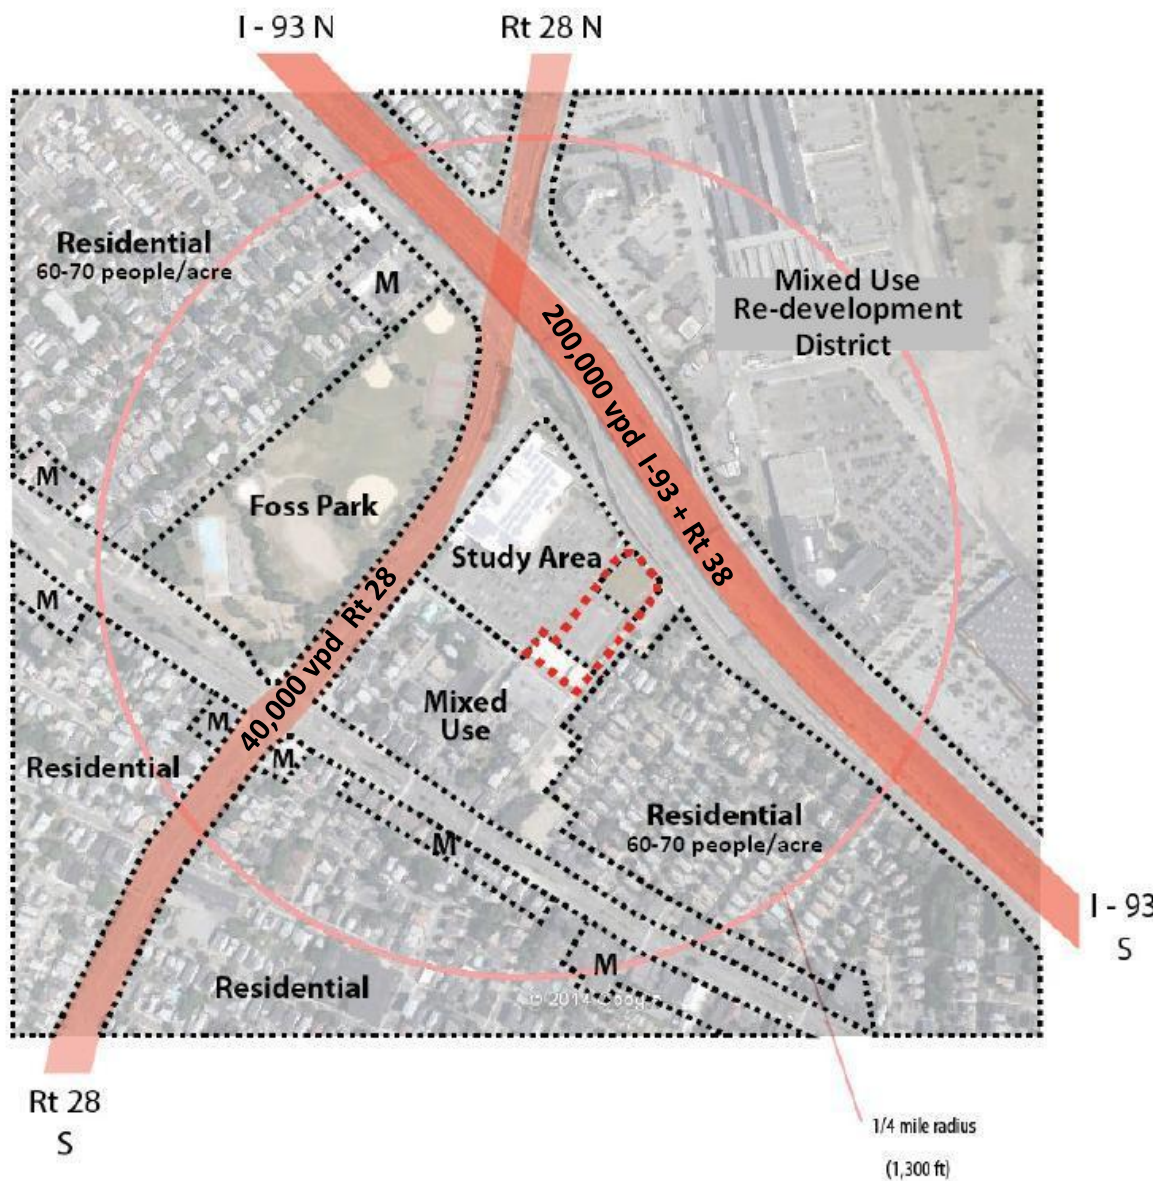 I - 93 N
Rt 28 N
Residential
60-70 people/acre
M
Mixed Use
Re-development
District
200,000 vpd I-93 + Rt 38
M
Foss Park
Study Area
M
40,000 vpd Rt 28
Mixed
Use
M
M
Residential
Residential
60-70 people/acre
M
I - 93
S
M
Residential
© 2014 Google
Rt 28
S
1/4 mile radius
(1,300 ft)